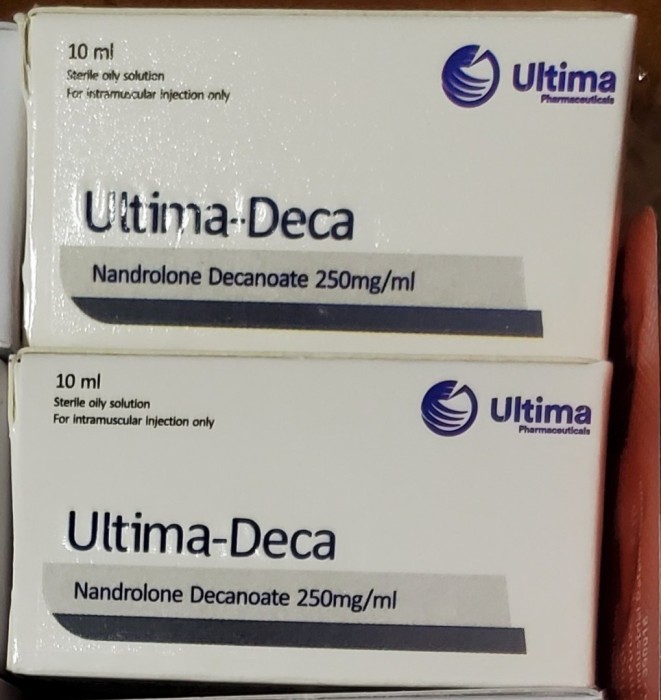 10 ml
Sterile oily solution
For intramuscular injection only
Ultima
Pharmaceuticals
Ultima-Deca
Nandrolone Decanoate 250mg/ml
10 ml
Sterile oily solution
For intramuscular injection only
Ultima
Pharmaceuticals
Ultima-Deca
Nandrolone Decanoate 250mg/ml